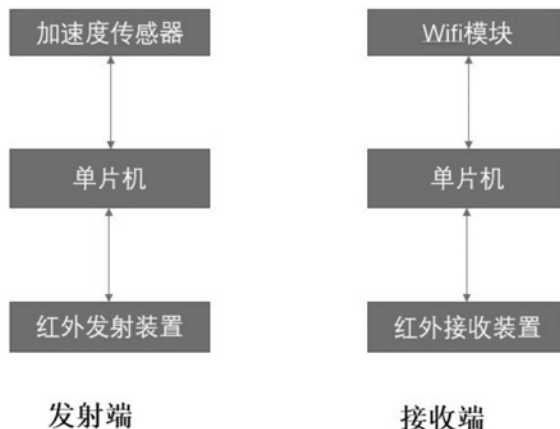 加速度传感器
Wifi模块
单片机
单片机
红外发射装置
红外接收装置
发射端
接收端